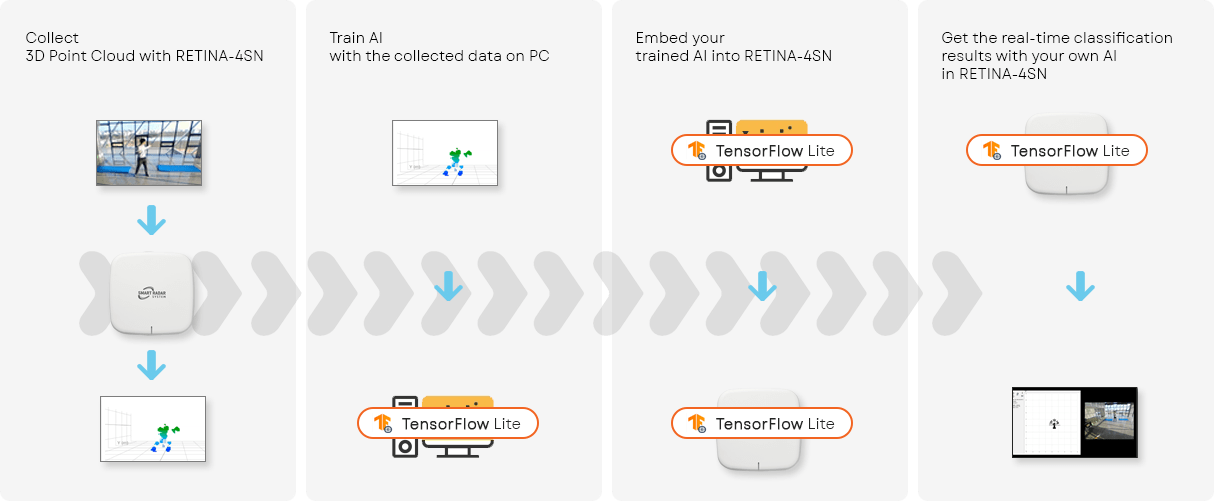 Collect
3D Point Cloud with RETINA-4SN
Train AI
with the collected data on PC
Embed your
trained AI into RETINA-4SN
Get the real-time classification
results with your own AI
in RETINA-4SN
TensorFlow Lite
TensorFlow Lite
SMART RADAR
SYSTEM
TensorFlow Lite
TensorFlow Lite